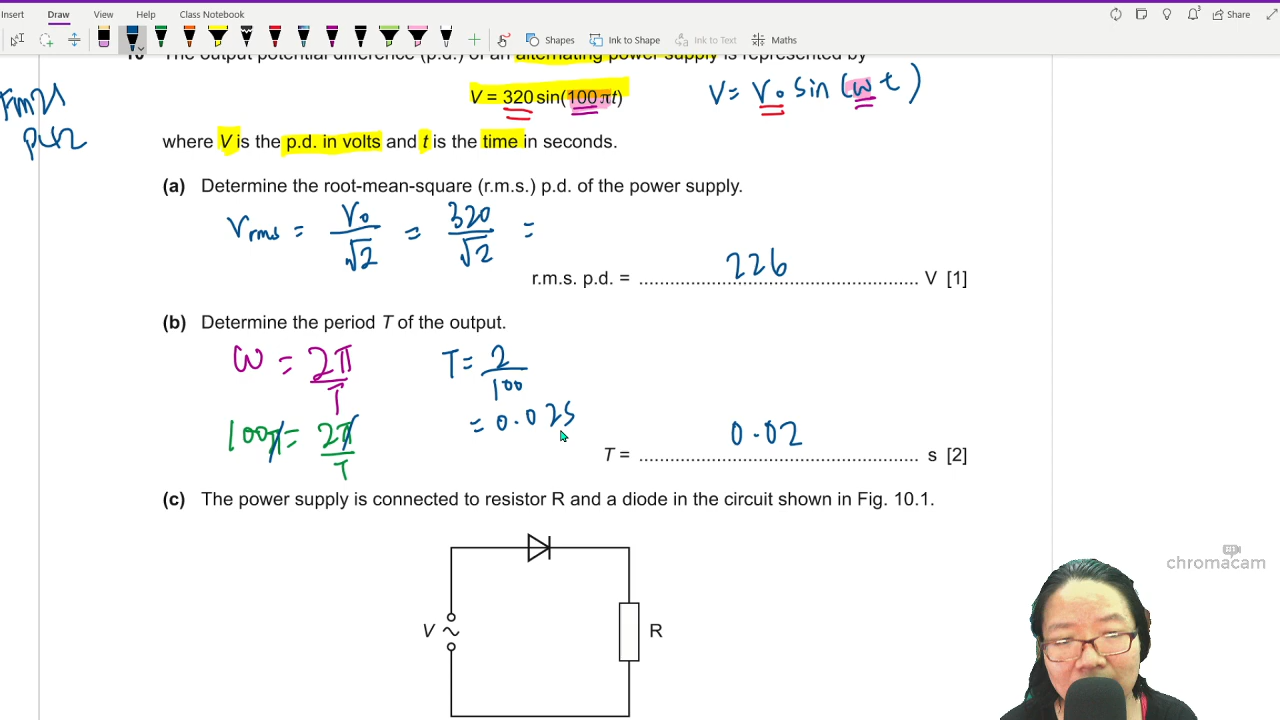 Insert Draw View Help Class Notebook
Shapes Ink to Shape Ink to Text Maths Share
10 The output potential difference (p.d.) of an alternating power supply is represented by
V = 320 sin(100πt) V = V₀ sin (ωt)
Fm21
P42
where V is the p.d. in volts and t is the time in seconds.
(a) Determine the root-mean-square (r.m.s.) p.d. of the power supply.
Vrms = V₀/√2 = 320/√2 =
r.m.s. p.d. = 226 V [1]
(b) Determine the period T of the output.
ω = 2π/T T = 2/100
100π = 2π/T = 0.02s
T = 0.02 s [2]
(c) The power supply is connected to resistor R and a diode in the circuit shown in Fig. 10.1.
chromacam
V ~ R